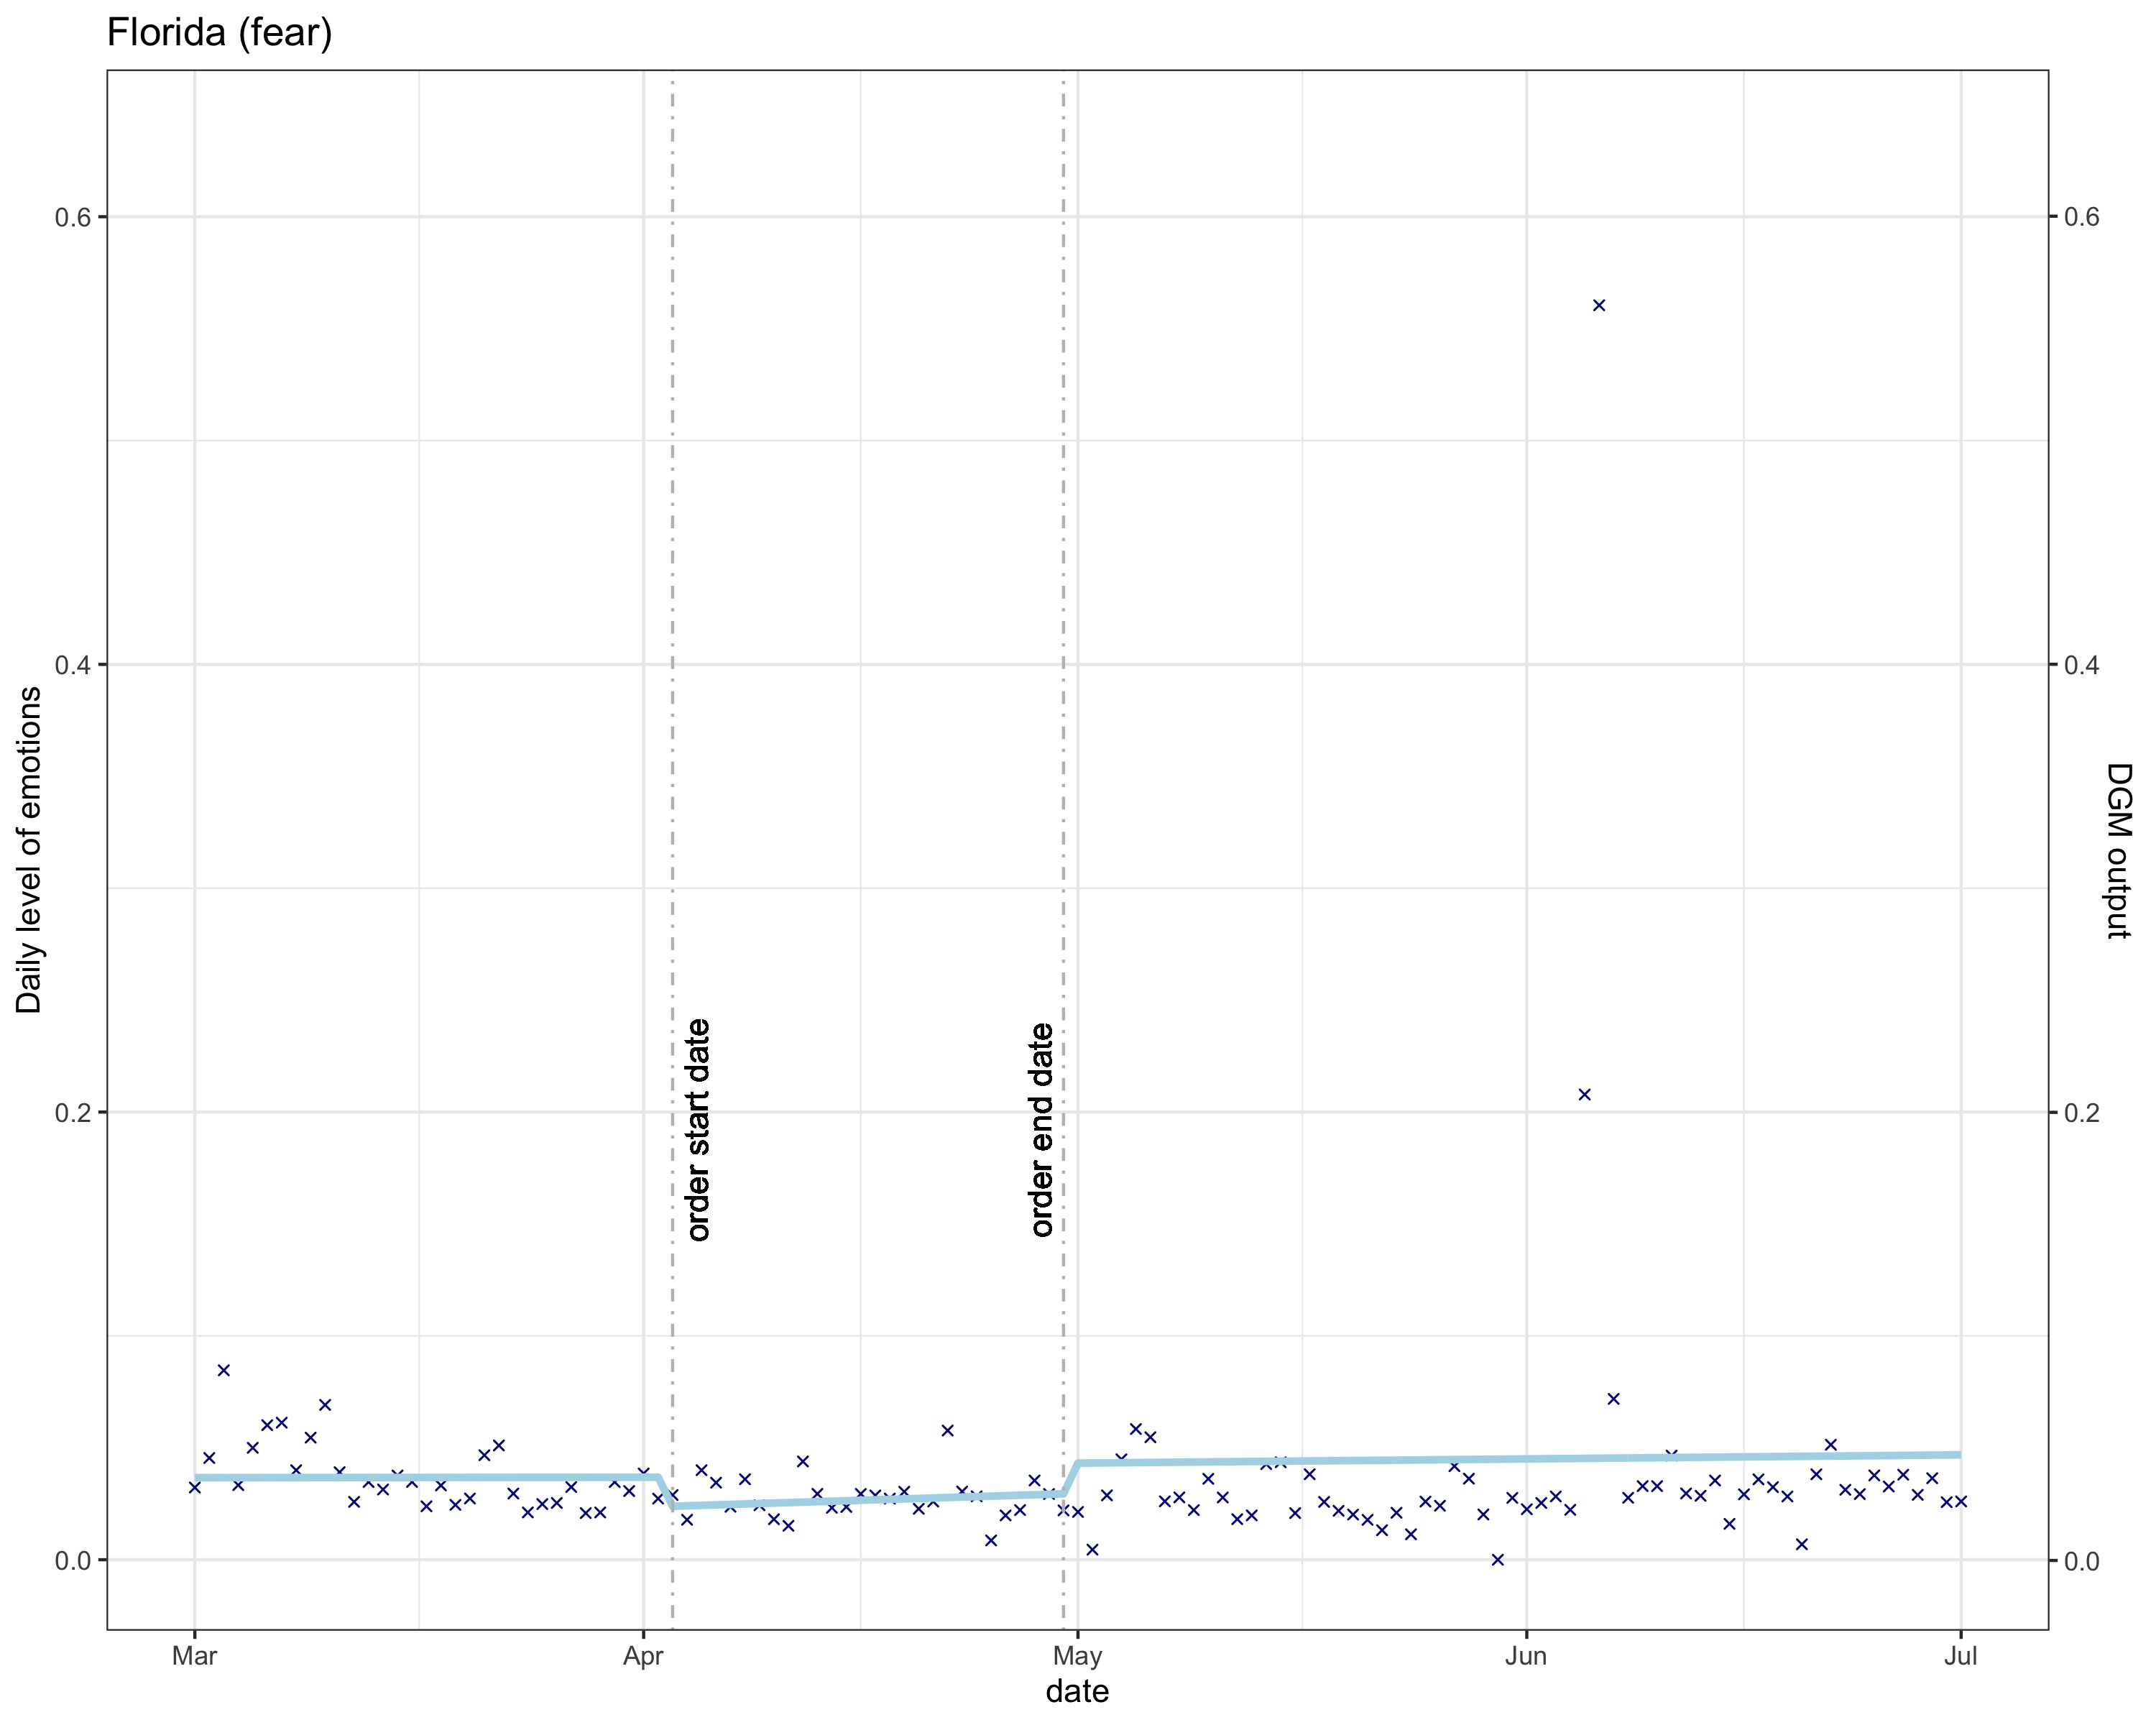 Florida (fear)
0.6
0.4
0.2
0.0
Daily level of emotions
order start date
order end date
0.6
0.4
0.2
0.0
DGM output
Mar
Apr
May
Jun
Jul
date